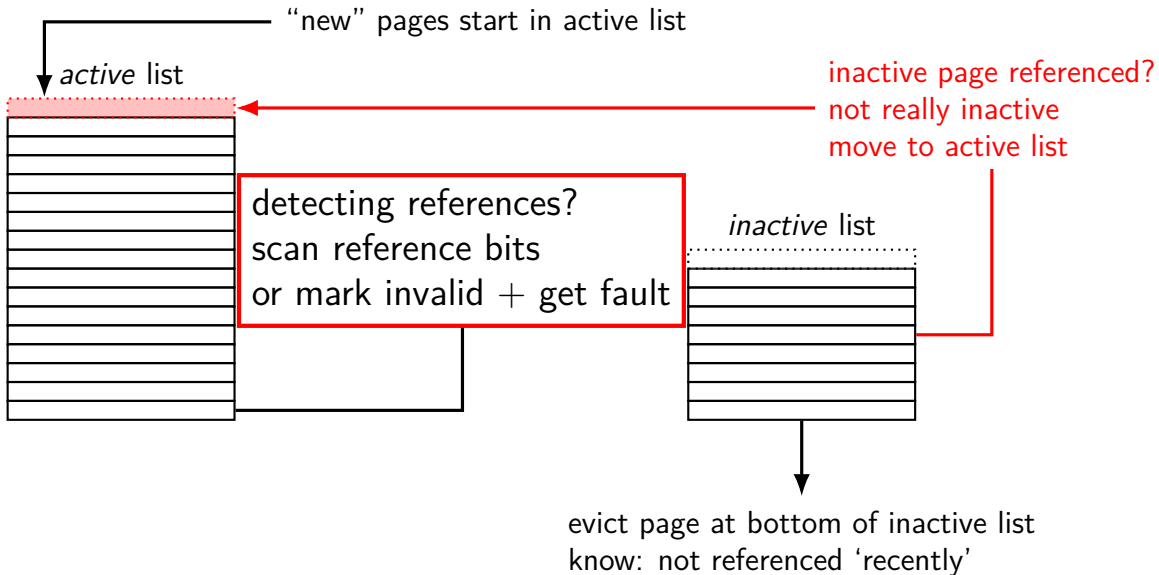 “new” pages start in active list
active list
inactive page referenced?
not really inactive
move to active list
detecting references?
scan reference bits
or mark invalid + get fault
inactive list
evict page at bottom of inactive list
know: not referenced ‘recently’